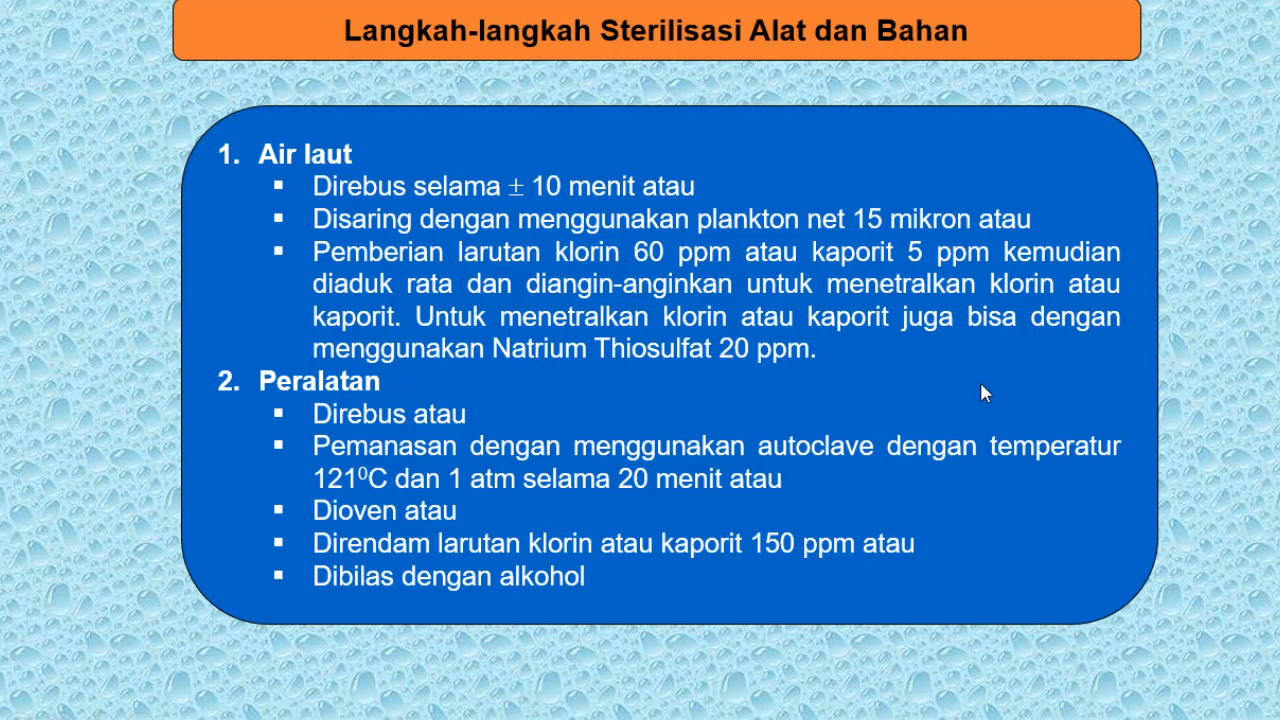 Langkah-langkah Sterilisasi Alat dan Bahan
1. Air laut
▪ Direbus selama ± 10 menit atau
▪ Disaring dengan menggunakan plankton net 15 mikron atau
▪ Pemberian larutan klorin 60 ppm atau kaporit 5 ppm kemudian
diaduk rata dan diangin-anginkan untuk menetralkan klorin atau
kaporit. Untuk menetralkan klorin atau kaporit juga bisa dengan
menggunakan Natrium Thiosulfat 20 ppm.
2. Peralatan
▪ Direbus atau
▪ Pemanasan dengan menggunakan autoclave dengan temperatur
121⁰C dan 1 atm selama 20 menit atau
▪ Dioven atau
▪ Direndam larutan klorin atau kaporit 150 ppm atau
▪ Dibilas dengan alkohol